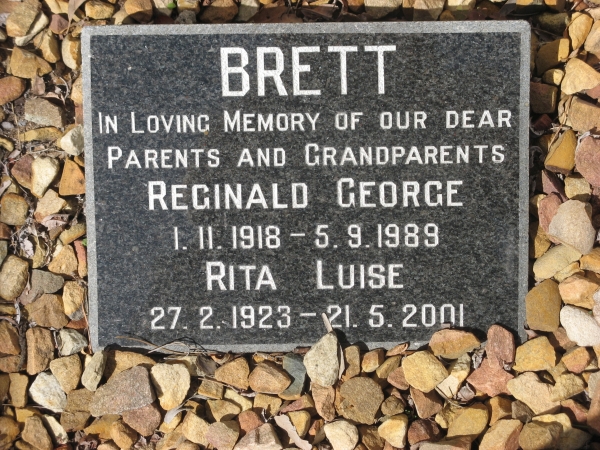 BRETT
IN LOVING MEMORY OF OUR DEAR
PARENTS AND GRANDPARENTS
REGINALD GEORGE
1.11.1918 – 5.9.1989
RITA LUISE
27.2.1923 – 21.5.2001